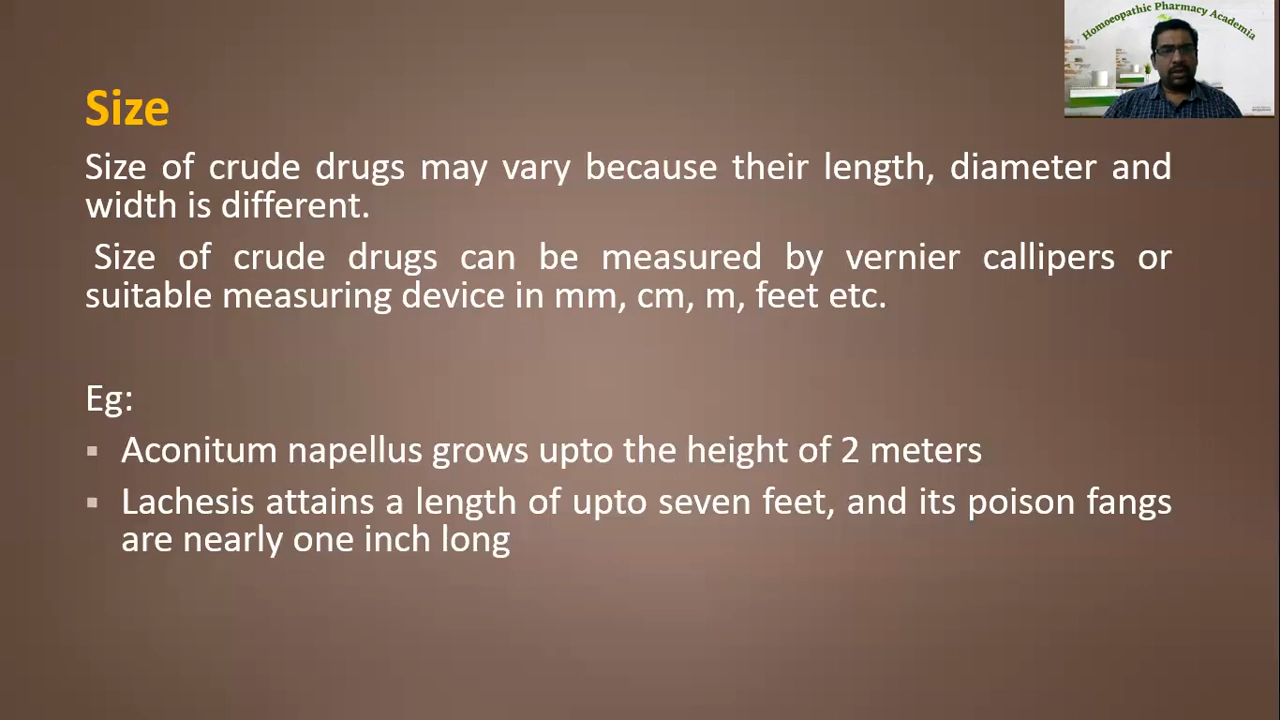 Homoeopathic Pharmacy Academia
Size
Size of crude drugs may vary because their length, diameter and
width is different.
Size of crude drugs can be measured by vernier callipers or
suitable measuring device in mm, cm, m, feet etc.
Eg:
▪ Aconitum napellus grows upto the height of 2 meters
▪ Lachesis attains a length of upto seven feet, and its poison fangs
are nearly one inch long